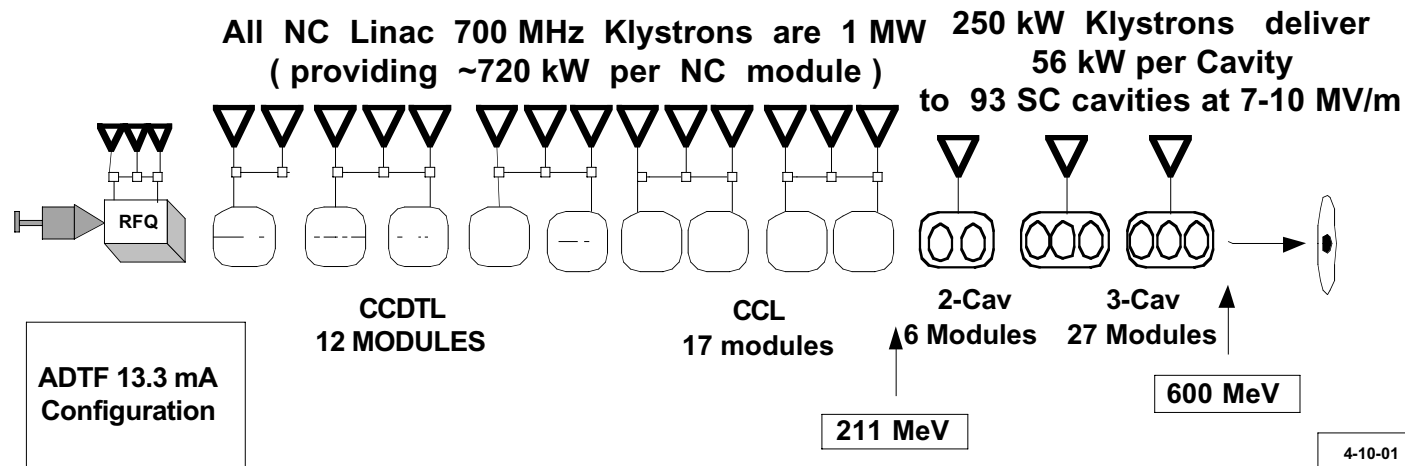 All NC Linac 700 MHz Klystrons are 1 MW
( providing ~720 kW per NC module )
250 kW Klystrons deliver
56 kW per Cavity
to 93 SC cavities at 7-10 MV/m
RFQ
CCDTL
12 MODULES
CCL
17 modules
2-Cav
6 Modules
3-Cav
27 Modules
ADTF 13.3 mA
Configuration
211 MeV
600 MeV
4-10-01